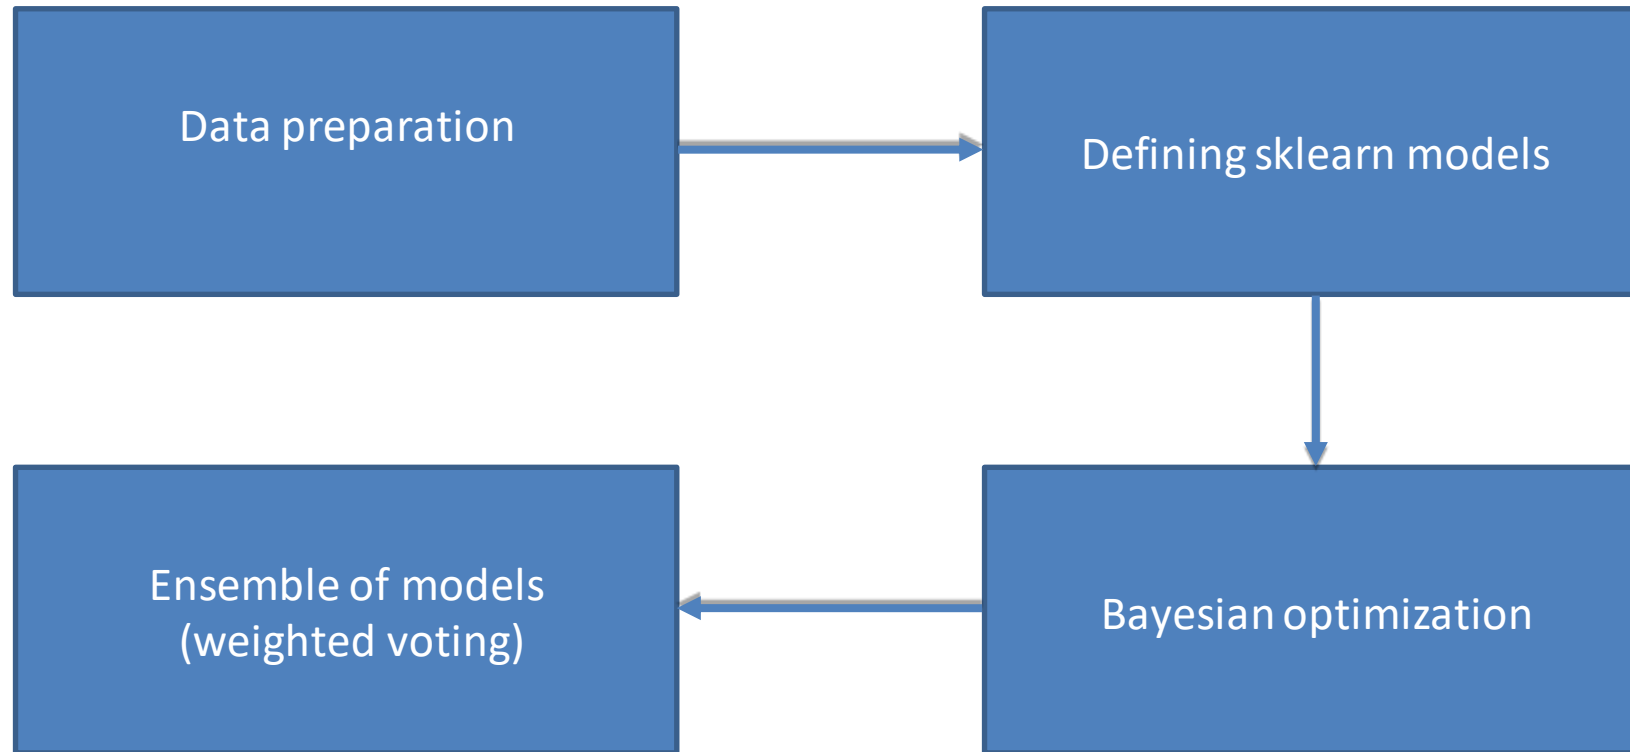 Data preparation
Defining sklearn models
Ensemble of models
(weighted voting)
Bayesian optimization